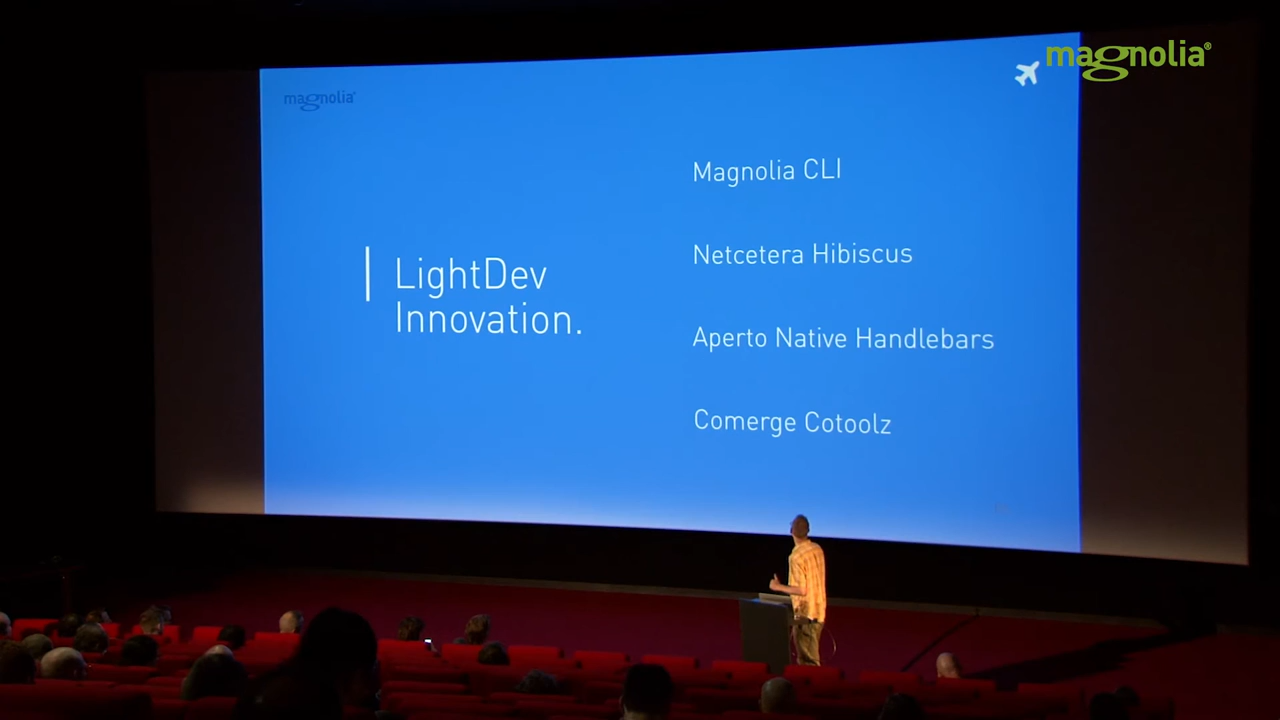 magnolia®
magnolia®
LightDev
Innovation.
Magnolia CLI
Netcetera Hibiscus
Aperto Native Handlebars
Comerge Cotoolz